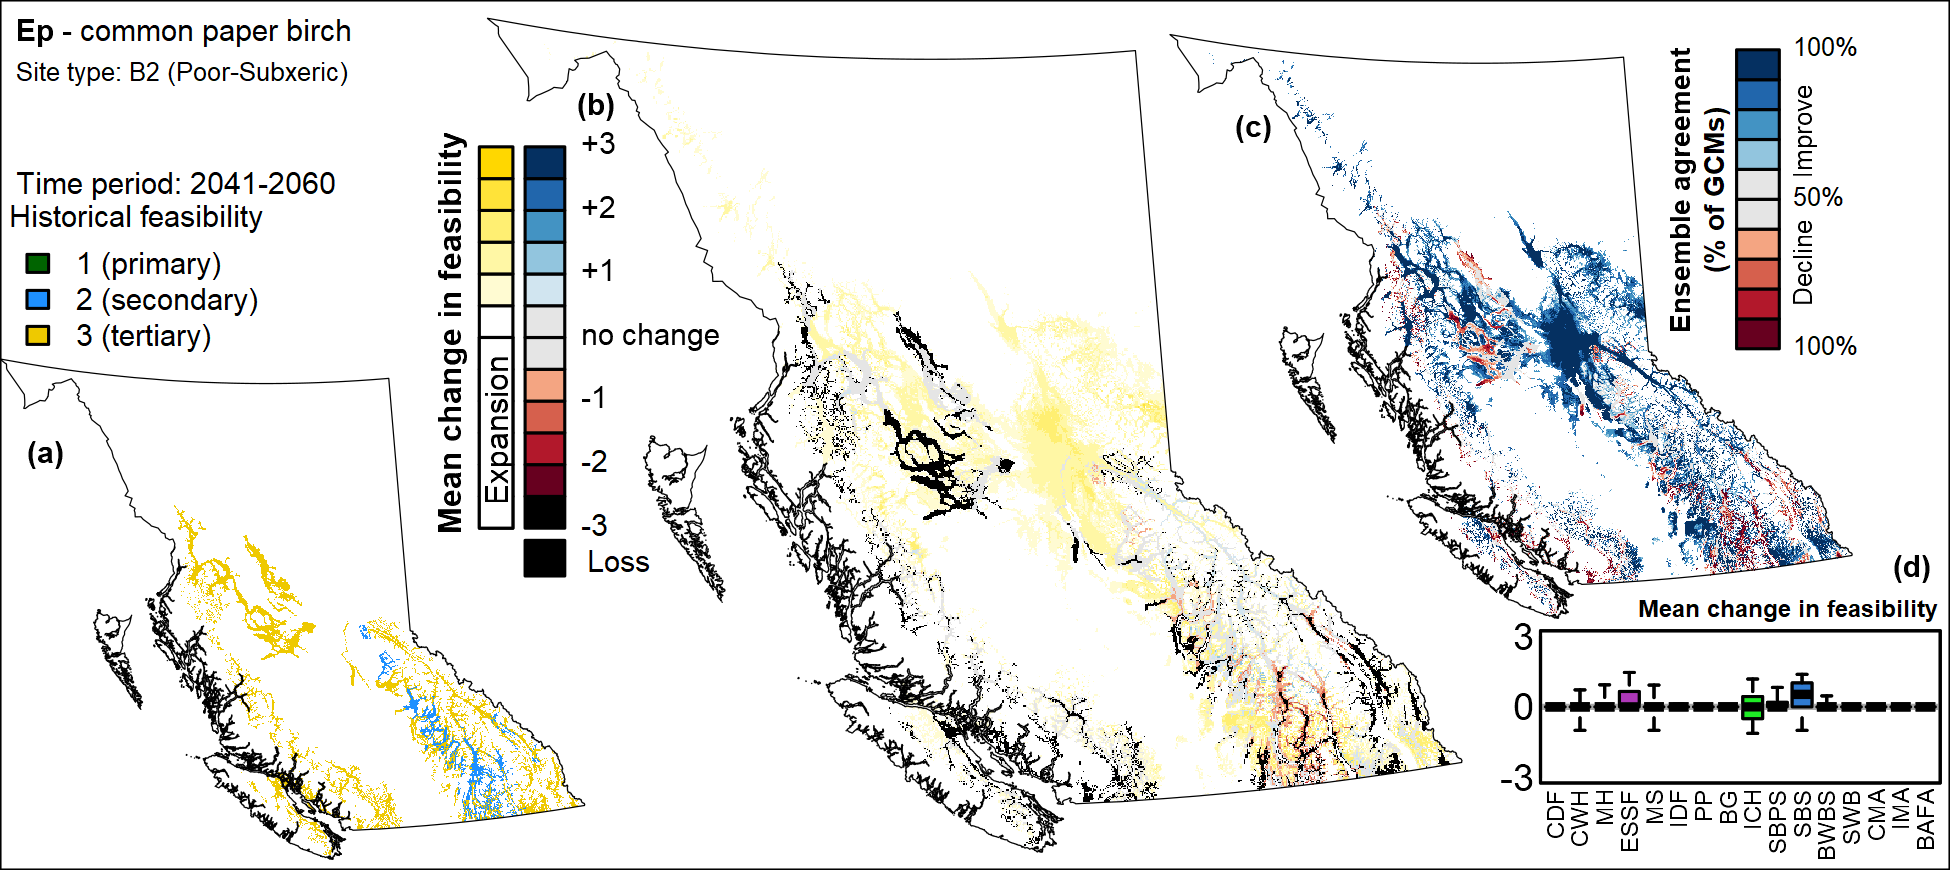 Ep - common paper birch
Site type: B2 (Poor-Subxeric)
Time period: 2041-2060
Historical feasibility
1 (primary)
2 (secondary)
3 (tertiary)
(a)
(b)
Mean change in feasibility
Expansion
+3
+2
+1
no change
-1
-2
-3
Loss
(c)
Ensemble agreement
(% of GCMs)
100%
Improve
50%
Decline
100%
(d)
Mean change in feasibility
3
0
-3
CDF
CWH
MH
ESSF
MS
IDF
PP
BG
ICH
SBPS
SBS
BWBS
SWB
CMA
IMA
BAFA